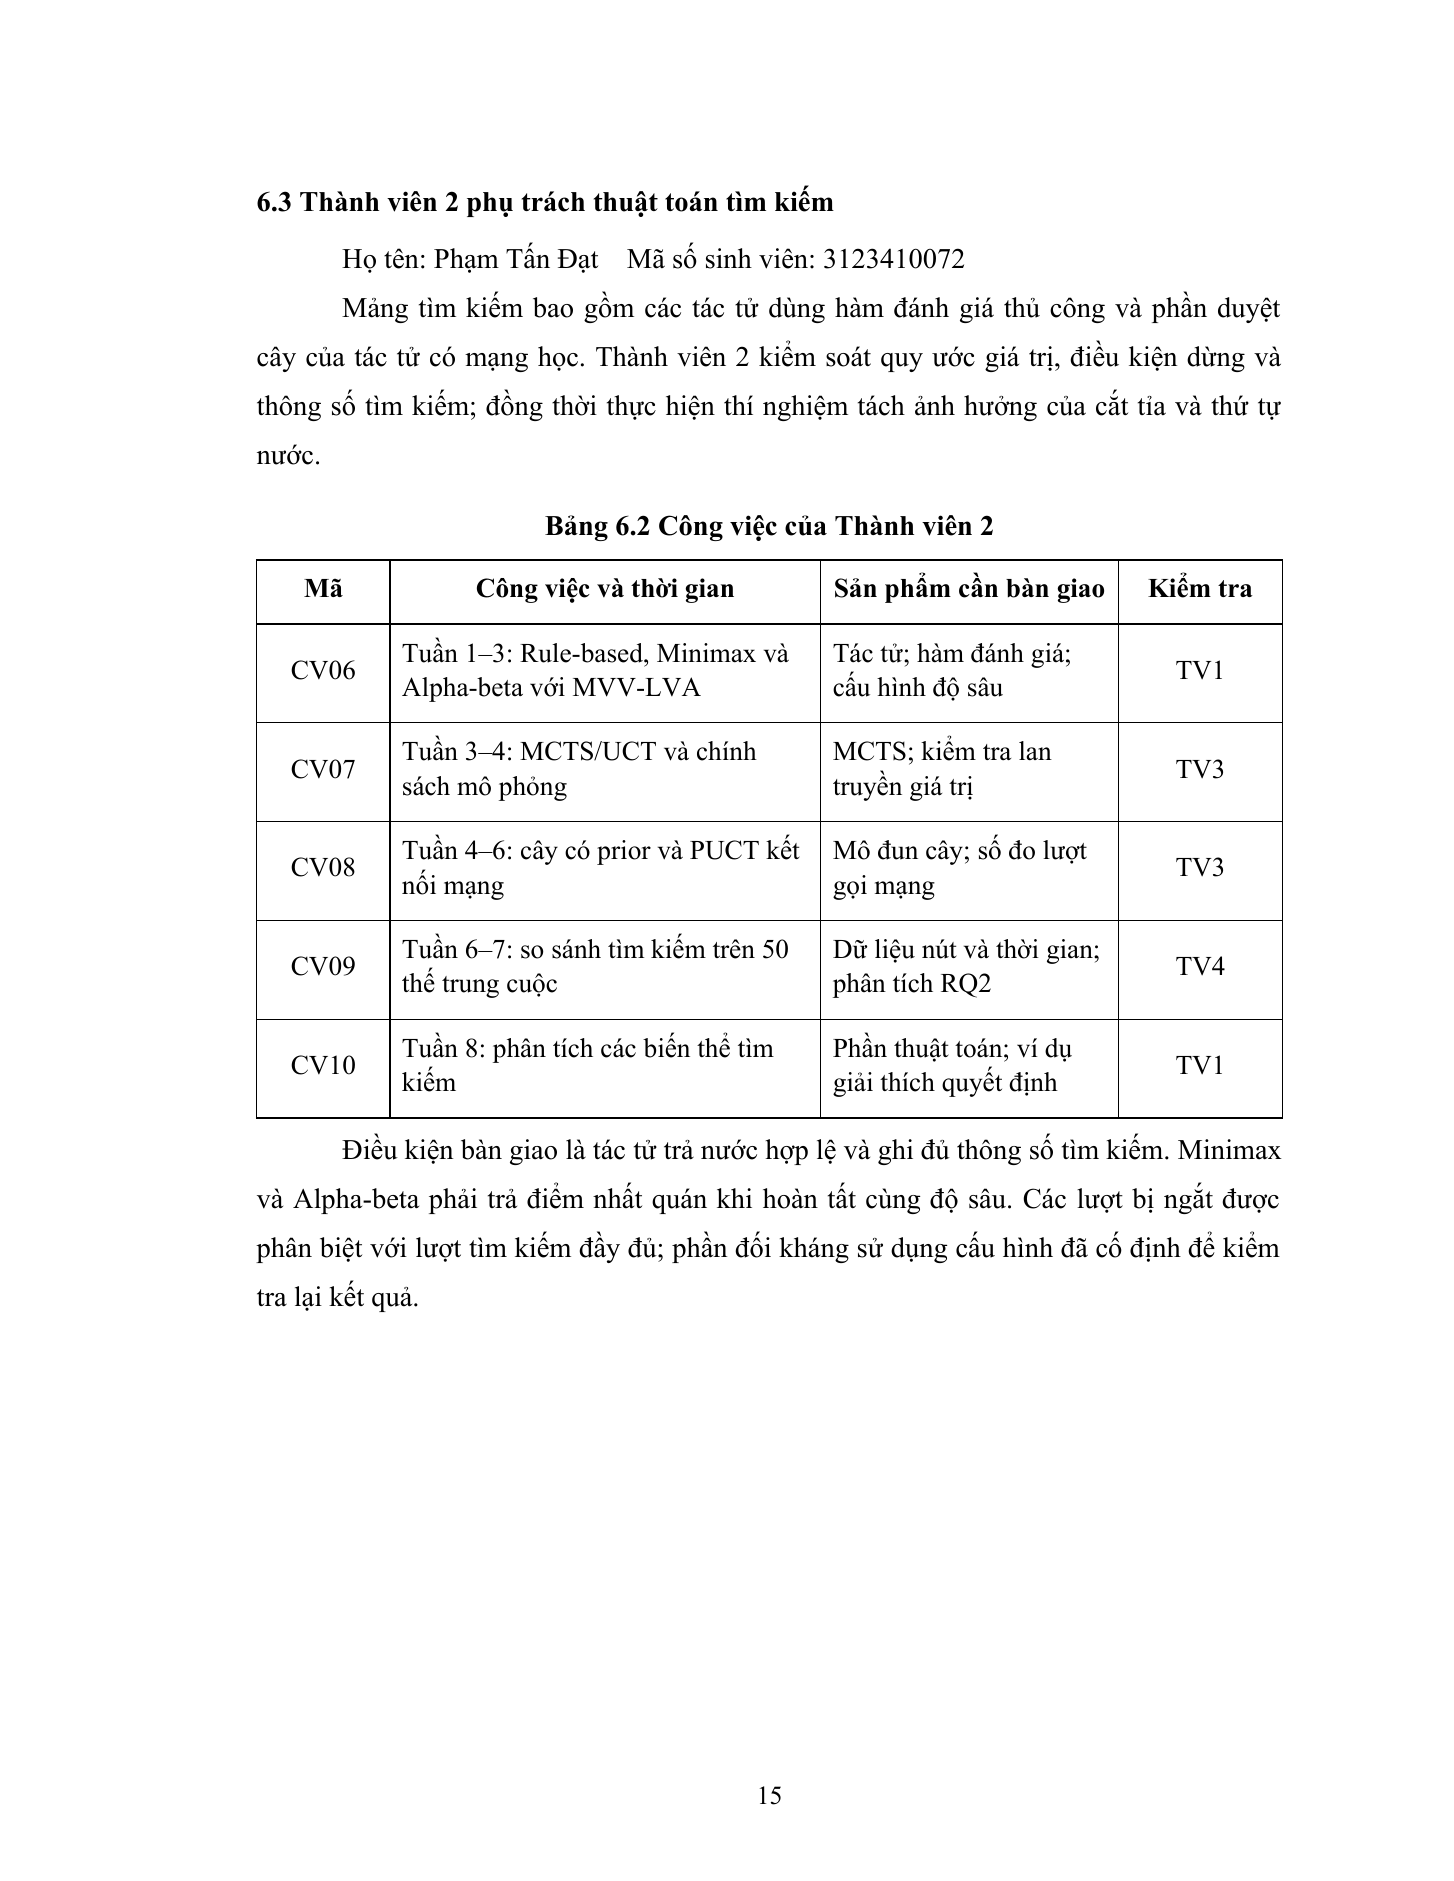 6.3 Thành viên 2 phụ trách thuật toán tìm kiếm
Họ tên: Phạm Tấn Đạt    Mã số sinh viên: 3123410072
Mảng tìm kiếm bao gồm các tác tử dùng hàm đánh giá thủ công và phần duyệt
cây của tác tử có mạng học. Thành viên 2 kiểm soát quy ước giá trị, điều kiện dừng và
thông số tìm kiếm; đồng thời thực hiện thí nghiệm tách ảnh hưởng của cắt tỉa và thứ tự
nước.
Bảng 6.2 Công việc của Thành viên 2
Mã Công việc và thời gian Sản phẩm cần bàn giao Kiểm tra
CV06
Tuần 1–3: Rule-based, Minimax và
Alpha-beta với MVV-LVA
Tác tử; hàm đánh giá;
cấu hình độ sâu
TV1
CV07
Tuần 3–4: MCTS/UCT và chính
sách mô phỏng
MCTS; kiểm tra lan
truyền giá trị
TV3
CV08
Tuần 4–6: cây có prior và PUCT kết
nối mạng
Mô đun cây; số đo lượt
gọi mạng
TV3
CV09
Tuần 6–7: so sánh tìm kiếm trên 50
thế trung cuộc
Dữ liệu nút và thời gian;
phân tích RQ2
TV4
CV10
Tuần 8: phân tích các biến thể tìm
kiếm
Phần thuật toán; ví dụ
giải thích quyết định
TV1
Điều kiện bàn giao là tác tử trả nước hợp lệ và ghi đủ thông số tìm kiếm. Minimax
và Alpha-beta phải trả điểm nhất quán khi hoàn tất cùng độ sâu. Các lượt bị ngắt được
phân biệt với lượt tìm kiếm đầy đủ; phần đối kháng sử dụng cấu hình đã cố định để kiểm
tra lại kết quả.
15